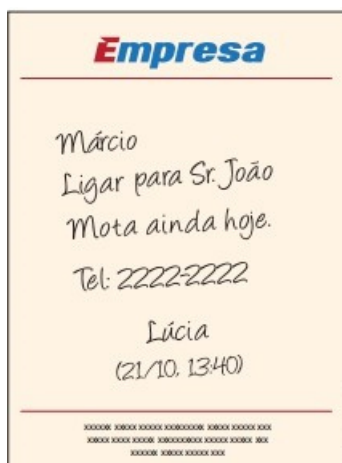 Empresa
Márcio
Ligar para Sr. João
Mota ainda hoje.
Tel: 2222-2222
Lúcia
(21/10, 13:40)